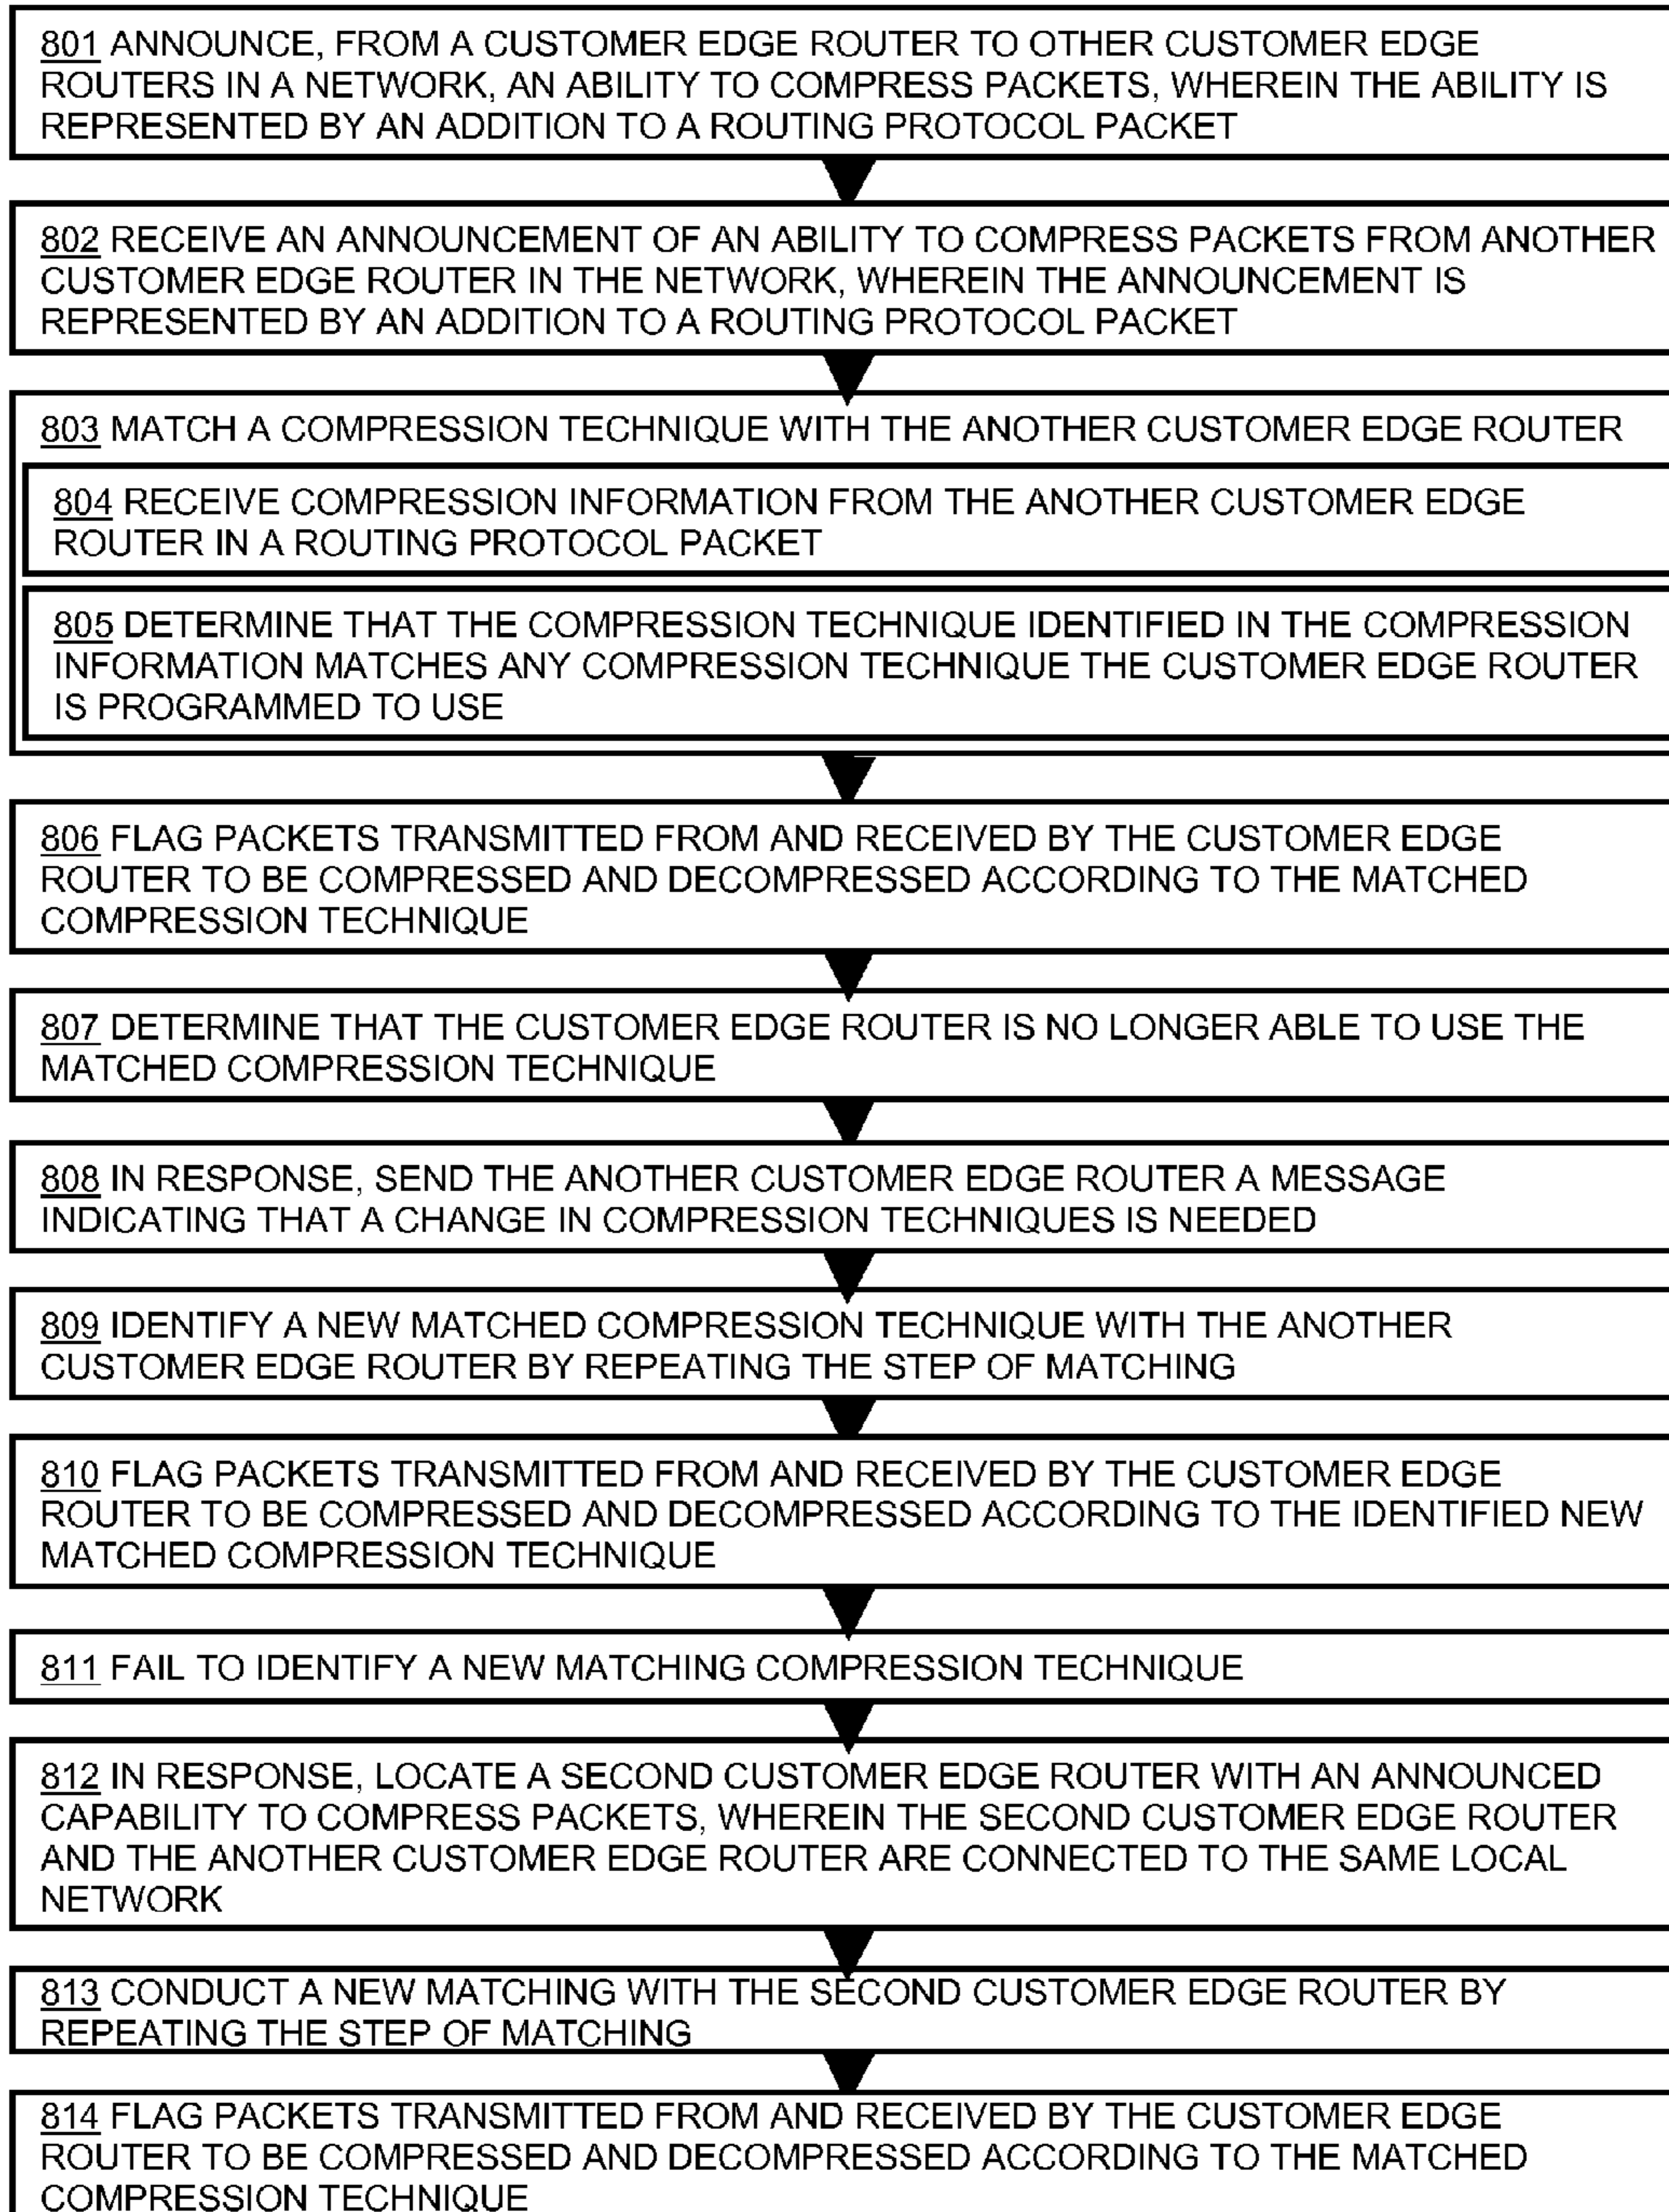 801 ANNOUNCE, FROM A CUSTOMER EDGE ROUTER TO OTHER CUSTOMER EDGE
ROUTERS IN A NETWORK, AN ABILITY TO COMPRESS PACKETS, WHEREIN THE ABILITY IS
REPRESENTED BY AN ADDITION TO A ROUTING PROTOCOL PACKET
802 RECEIVE AN ANNOUNCEMENT OF AN ABILITY TO COMPRESS PACKETS FROM ANOTHER
CUSTOMER EDGE ROUTER IN THE NETWORK, WHEREIN THE ANNOUNCEMENT IS
REPRESENTED BY AN ADDITION TO A ROUTING PROTOCOL PACKET
803 MATCH A COMPRESSION TECHNIQUE WITH THE ANOTHER CUSTOMER EDGE ROUTER
804 RECEIVE COMPRESSION INFORMATION FROM THE ANOTHER CUSTOMER EDGE
ROUTER IN A ROUTING PROTOCOL PACKET
805 DETERMINE THAT THE COMPRESSION TECHNIQUE IDENTIFIED IN THE COMPRESSION
INFORMATION MATCHES ANY COMPRESSION TECHNIQUE THE CUSTOMER EDGE ROUTER
IS PROGRAMMED TO USE
806 FLAG PACKETS TRANSMITTED FROM AND RECEIVED BY THE CUSTOMER EDGE
ROUTER TO BE COMPRESSED AND DECOMPRESSED ACCORDING TO THE MATCHED
COMPRESSION TECHNIQUE
807 DETERMINE THAT THE CUSTOMER EDGE ROUTER IS NO LONGER ABLE TO USE THE
MATCHED COMPRESSION TECHNIQUE
808 IN RESPONSE, SEND THE ANOTHER CUSTOMER EDGE ROUTER A MESSAGE
INDICATING THAT A CHANGE IN COMPRESSION TECHNIQUES IS NEEDED
809 IDENTIFY A NEW MATCHED COMPRESSION TECHNIQUE WITH THE ANOTHER
CUSTOMER EDGE ROUTER BY REPEATING THE STEP OF MATCHING
810 FLAG PACKETS TRANSMITTED FROM AND RECEIVED BY THE CUSTOMER EDGE
ROUTER TO BE COMPRESSED AND DECOMPRESSED ACCORDING TO THE IDENTIFIED NEW
MATCHED COMPRESSION TECHNIQUE
811 FAIL TO IDENTIFY A NEW MATCHING COMPRESSION TECHNIQUE
812 IN RESPONSE, LOCATE A SECOND CUSTOMER EDGE ROUTER WITH AN ANNOUNCED
CAPABILITY TO COMPRESS PACKETS, WHEREIN THE SECOND CUSTOMER EDGE ROUTER
AND THE ANOTHER CUSTOMER EDGE ROUTER ARE CONNECTED TO THE SAME LOCAL
NETWORK
813 CONDUCT A NEW MATCHING WITH THE SECOND CUSTOMER EDGE ROUTER BY
REPEATING THE STEP OF MATCHING
814 FLAG PACKETS TRANSMITTED FROM AND RECEIVED BY THE CUSTOMER EDGE
ROUTER TO BE COMPRESSED AND DECOMPRESSED ACCORDING TO THE MATCHED
COMPRESSION TECHNIQUE